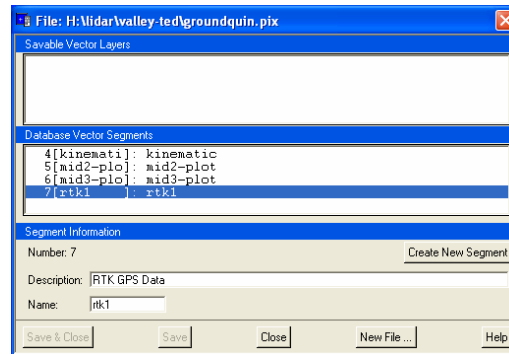 File: H:\lidar\valley-ted\groundquin.pix
Savable Vector Layers
Database Vector Segments
4[kinemati]: kinematic
5[mid2-plo]: mid2-plot
6[mid3-plo]: mid3-plot
7[rtk1    ]: rtk1
Segment Information
Number: 7 Create New Segment
Description: RTK GPS Data
Name: rtk1
Save & Close Save Close New File ... Help